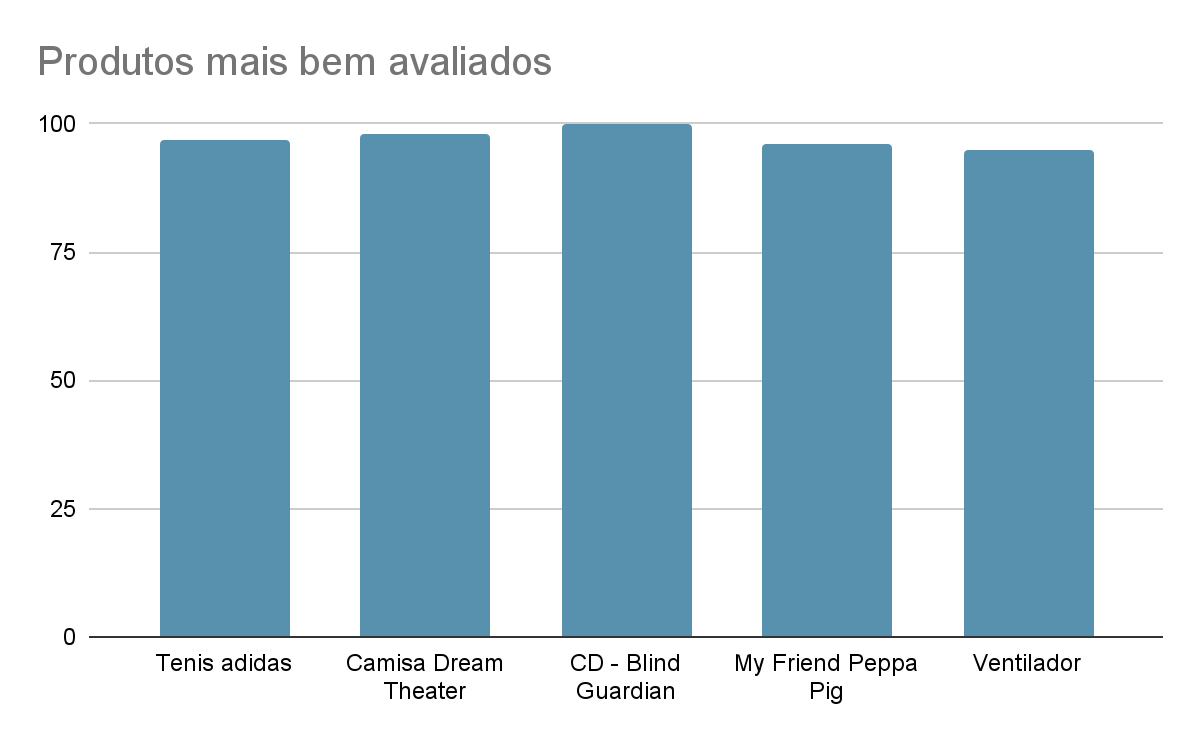 Produtos mais bem avaliados
100
75
50
25
0
Tenis adidas
Camisa Dream
Theater
CD - Blind
Guardian
My Friend Peppa
Pig
Ventilador